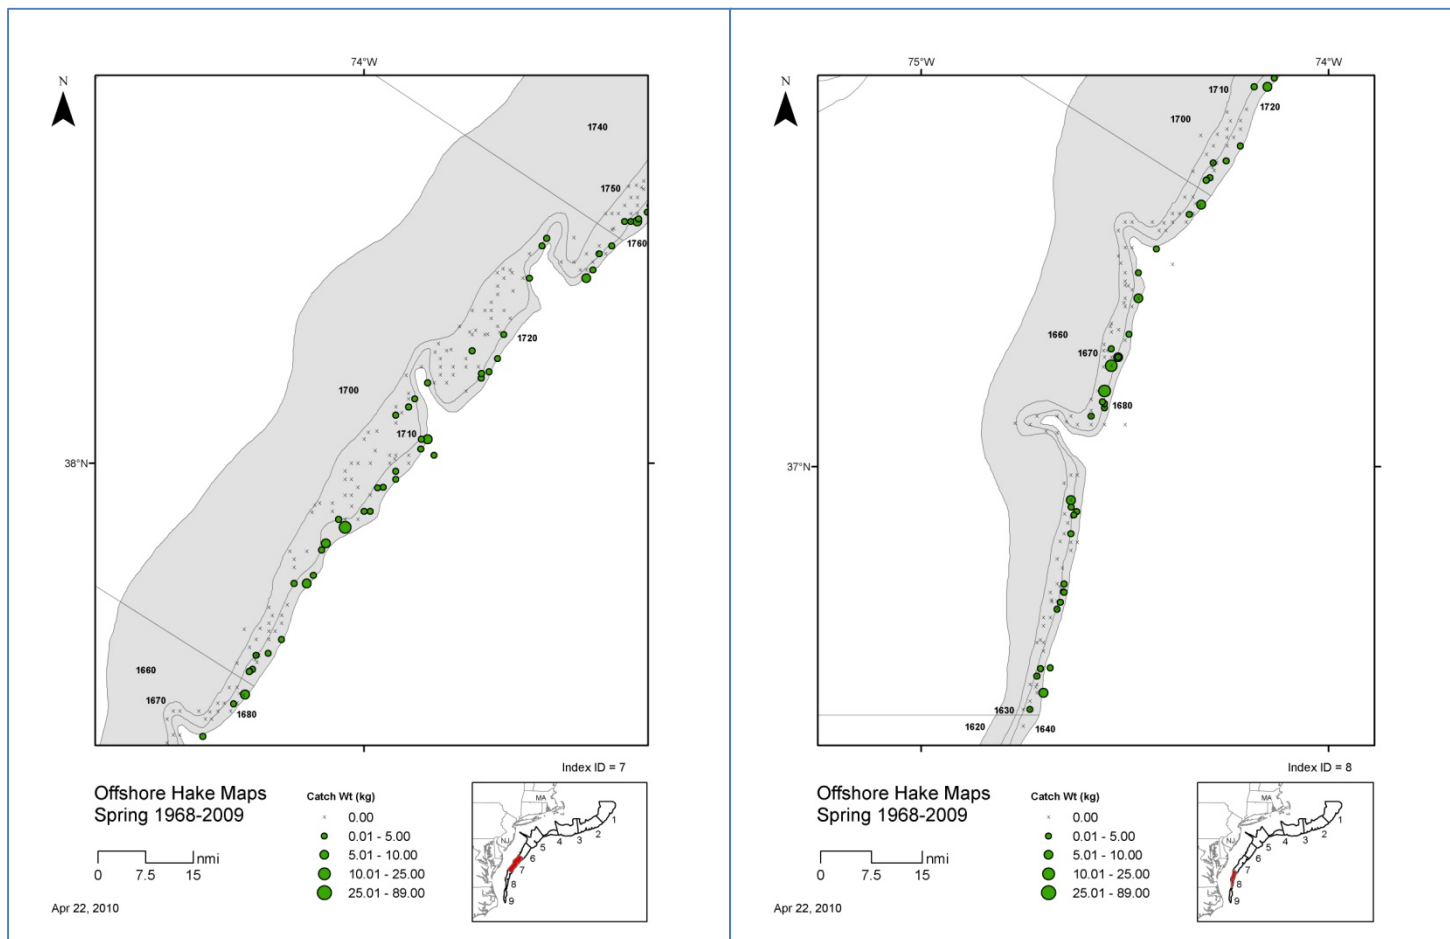 74°W
N
1740
1750
1760
1720
1700
1710
38°N
1660
1670
1680
Index ID = 7
Offshore Hake Maps
Spring 1968-2009
Catch Wt (kg)
0.00
0.01 - 5.00
5.01 - 10.00
10.01 - 25.00
25.01 - 89.00
nmi
0 7.5 15
Apr 22, 2010
MA
NJ
1
2
3
4
5
6
7
8
9
75°W 74°W
N
1710
1720
1700
1660
1670
1680
37°N
1630
1620
1640
Index ID = 8
Offshore Hake Maps
Spring 1968-2009
Catch Wt (kg)
0.00
0.01 - 5.00
5.01 - 10.00
10.01 - 25.00
25.01 - 89.00
nmi
0 7.5 15
Apr 22, 2010
MA
NJ
1
2
3
4
5
6
7
8
9